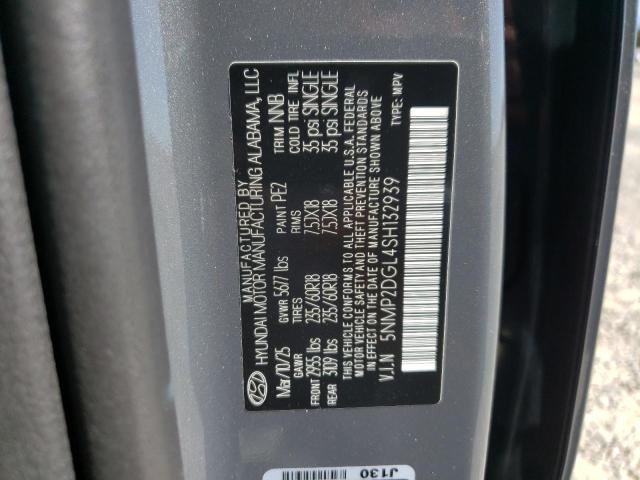 MANUFACTURED BY
HYUNDAI MOTOR MANUFACTURING ALABAMA, LLC
Mar/10/25 GVWR 5677 lbs PAINT PE2 TRIM NNB
GAWR TIRES RIMS COLD TIRE INFL
FRONT 2955 lbs 235/60R18 7.5JX18 35 psi SINGLE
REAR 3109 lbs 235/60R18 7.5JX18 35 psi SINGLE
THIS VEHICLE CONFORMS TO ALL APPLICABLE U.S.A. FEDERAL
MOTOR VEHICLE SAFETY AND THEFT PREVENTION STANDARDS
IN EFFECT ON THE DATE OF MANUFACTURE SHOWN ABOVE
V.I.N 5NMP2DGL4SH132939 TYPE: MPV
J130